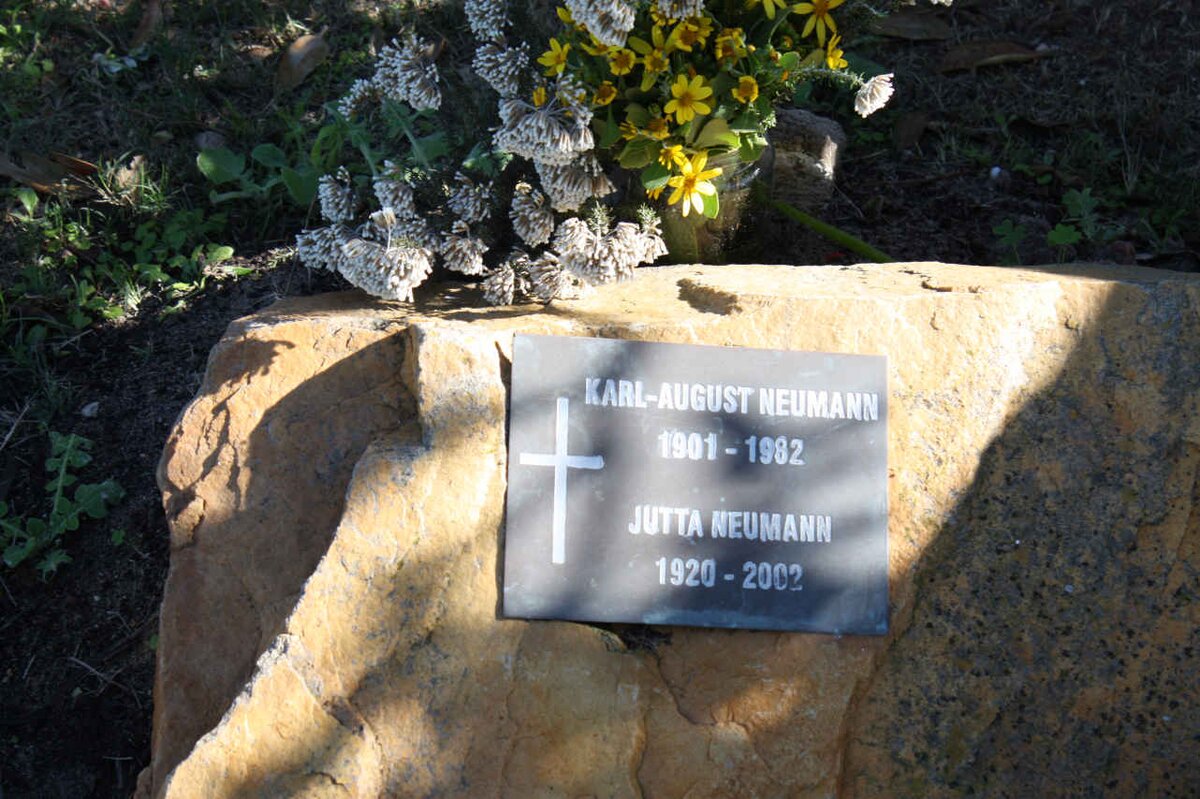 KARL-AUGUST NEUMANN
1901 - 1982
JUTTA NEUMANN
1920 - 2002